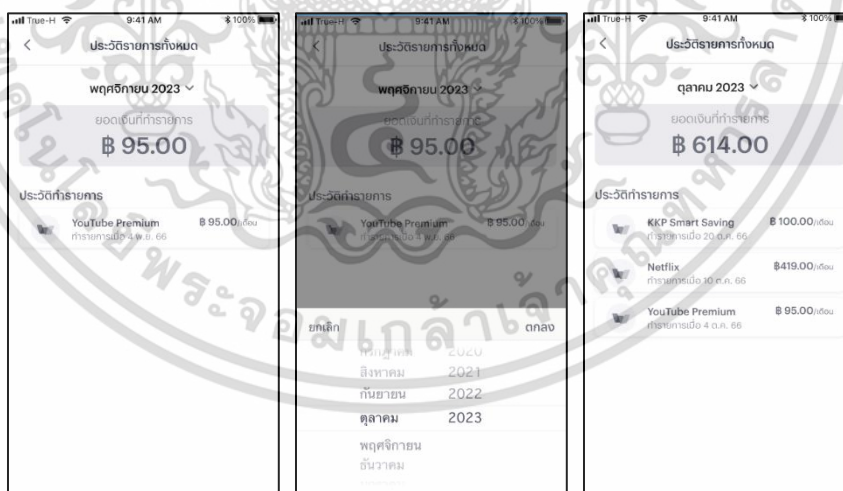 True-H 9:41 AM 100%
ประวัติรายการทั้งหมด
พฤศจิกายน 2023
ยอดเงินที่ทำรายการ
฿ 95.00
ประวัติทำรายการ
YouTube Premium ฿ 95.00/เดือน
ทำรายการเมื่อ 4 พ.ย. 66
True-H 9:41 AM 100%
ประวัติรายการทั้งหมด
พฤศจิกายน 2023
ยอดเงินที่ทำรายการ
฿ 95.00
ประวัติทำรายการ
YouTube Premium ฿ 95.00/เดือน
ทำรายการเมื่อ 4 พ.ย. 66
ยกเลิก ตกลง
กรกฎาคม 2020
สิงหาคม 2021
กันยายน 2022
ตุลาคม 2023
พฤศจิกายน
ธันวาคม
True-H 9:41 AM 100%
ประวัติรายการทั้งหมด
ตุลาคม 2023
ยอดเงินที่ทำรายการ
฿ 614.00
ประวัติทำรายการ
KKP Smart Saving ฿ 100.00/เดือน
ทำรายการเมื่อ 20 ต.ค. 66
Netflix ฿419.00/เดือน
ทำรายการเมื่อ 10 ต.ค. 66
YouTube Premium ฿ 95.00/เดือน
ทำรายการเมื่อ 4 ต.ค. 66